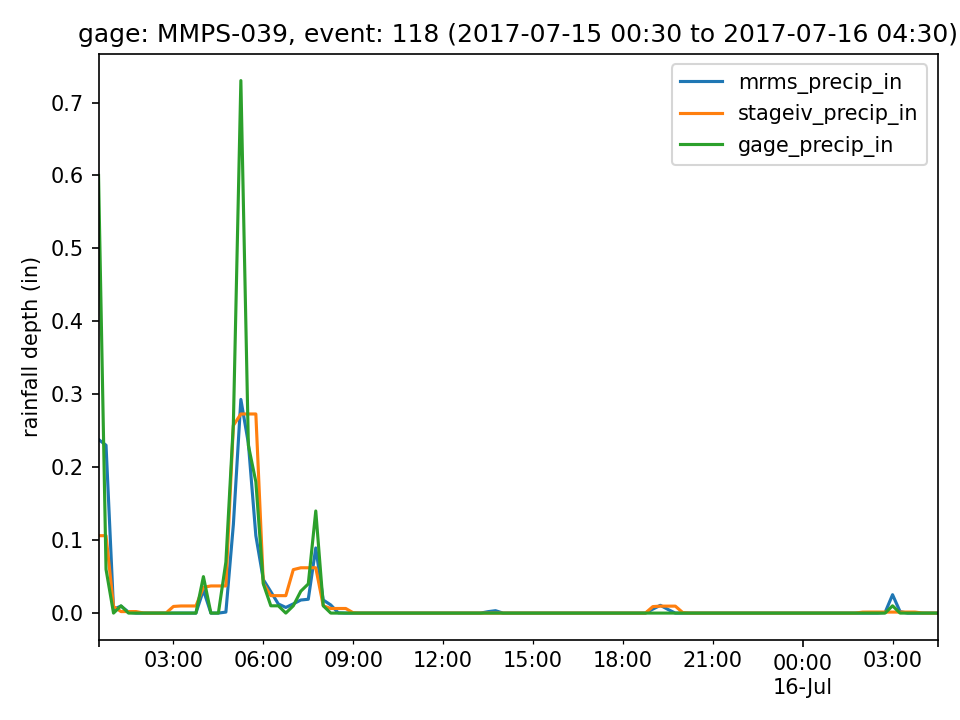 gage: MMPS-039, event: 118 (2017-07-15 00:30 to 2017-07-16 04:30)
mrms_precip_in
stageiv_precip_in
gage_precip_in
rainfall depth (in)
0.7
0.6
0.5
0.4
0.3
0.2
0.1
0.0
03:00 06:00 09:00 12:00 15:00 18:00 21:00 00:00 03:00
16-Jul